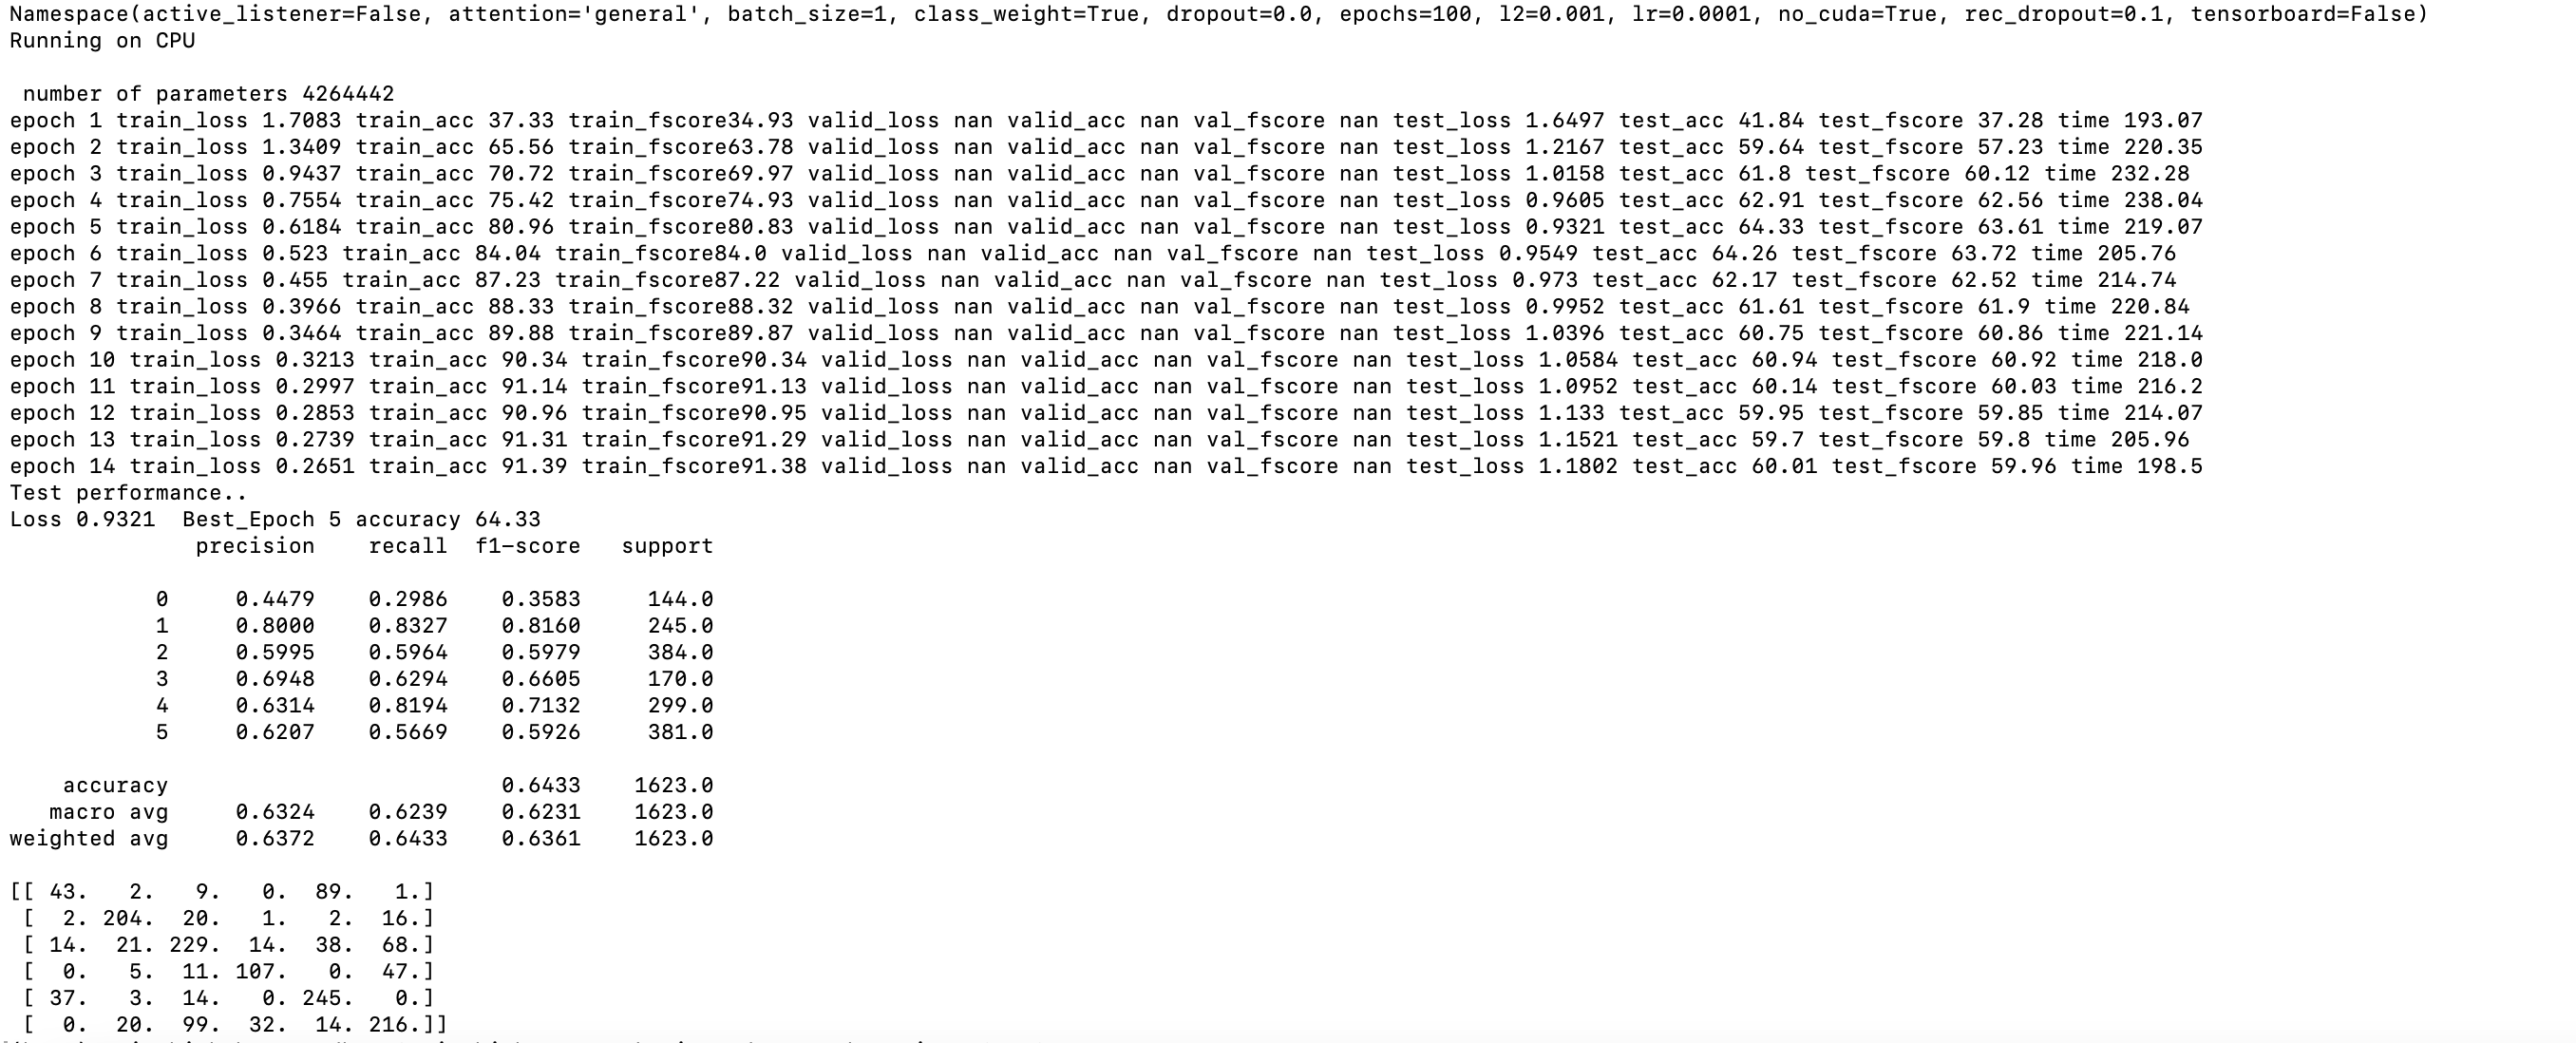 Namespace(active_listener=False, attention='general', batch_size=1, class_weight=True, dropout=0.0, epochs=100, l2=0.001, lr=0.0001, no_cuda=True, rec_dropout=0.1, tensorboard=False)
Running on CPU
number of parameters 4264442
epoch 1 train_loss 1.7083 train_acc 37.33 train_fscore34.93 valid_loss nan valid_acc nan val_fscore nan test_loss 1.6497 test_acc 41.84 test_fscore 37.28 time 193.07
epoch 2 train_loss 1.3409 train_acc 65.56 train_fscore63.78 valid_loss nan valid_acc nan val_fscore nan test_loss 1.2167 test_acc 59.64 test_fscore 57.23 time 220.35
epoch 3 train_loss 0.9437 train_acc 70.72 train_fscore69.97 valid_loss nan valid_acc nan val_fscore nan test_loss 1.0158 test_acc 61.8 test_fscore 60.12 time 232.28
epoch 4 train_loss 0.7554 train_acc 75.42 train_fscore74.93 valid_loss nan valid_acc nan val_fscore nan test_loss 0.9605 test_acc 62.91 test_fscore 62.56 time 238.04
epoch 5 train_loss 0.6184 train_acc 80.96 train_fscore80.83 valid_loss nan valid_acc nan val_fscore nan test_loss 0.9321 test_acc 64.33 test_fscore 63.61 time 219.07
epoch 6 train_loss 0.523 train_acc 84.04 train_fscore84.0 valid_loss nan valid_acc nan val_fscore nan test_loss 0.9549 test_acc 64.26 test_fscore 63.72 time 205.76
epoch 7 train_loss 0.455 train_acc 87.23 train_fscore87.22 valid_loss nan valid_acc nan val_fscore nan test_loss 0.973 test_acc 62.17 test_fscore 62.52 time 214.74
epoch 8 train_loss 0.3966 train_acc 88.33 train_fscore88.32 valid_loss nan valid_acc nan val_fscore nan test_loss 0.9952 test_acc 61.61 test_fscore 61.9 time 220.84
epoch 9 train_loss 0.3464 train_acc 89.88 train_fscore89.87 valid_loss nan valid_acc nan val_fscore nan test_loss 1.0396 test_acc 60.75 test_fscore 60.86 time 221.14
epoch 10 train_loss 0.3213 train_acc 90.34 train_fscore90.34 valid_loss nan valid_acc nan val_fscore nan test_loss 1.0584 test_acc 60.94 test_fscore 60.92 time 218.0
epoch 11 train_loss 0.2997 train_acc 91.14 train_fscore91.13 valid_loss nan valid_acc nan val_fscore nan test_loss 1.0952 test_acc 60.14 test_fscore 60.03 time 216.2
epoch 12 train_loss 0.2853 train_acc 90.96 train_fscore90.95 valid_loss nan valid_acc nan val_fscore nan test_loss 1.133 test_acc 59.95 test_fscore 59.85 time 214.07
epoch 13 train_loss 0.2739 train_acc 91.31 train_fscore91.29 valid_loss nan valid_acc nan val_fscore nan test_loss 1.1521 test_acc 59.7 test_fscore 59.8 time 205.96
epoch 14 train_loss 0.2651 train_acc 91.39 train_fscore91.38 valid_loss nan valid_acc nan val_fscore nan test_loss 1.1802 test_acc 60.01 test_fscore 59.96 time 198.5
Test performance..
Loss 0.9321  Best_Epoch 5 accuracy 64.33
precision recall f1-score support
0 0.4479 0.2986 0.3583 144.0
1 0.8000 0.8327 0.8160 245.0
2 0.5995 0.5964 0.5979 384.0
3 0.6948 0.6294 0.6605 170.0
4 0.6314 0.8194 0.7132 299.0
5 0.6207 0.5669 0.5926 381.0
accuracy 0.6433 1623.0
macro avg 0.6324 0.6239 0.6231 1623.0
weighted avg 0.6372 0.6433 0.6361 1623.0
[[ 43. 2. 9. 0. 89. 1.]
[ 2. 204. 20. 1. 2. 16.]
[ 14. 21. 229. 14. 38. 68.]
[ 0. 5. 11. 107. 0. 47.]
[ 37. 3. 14. 0. 245. 0.]
[ 0. 20. 99. 32. 14. 216.]]